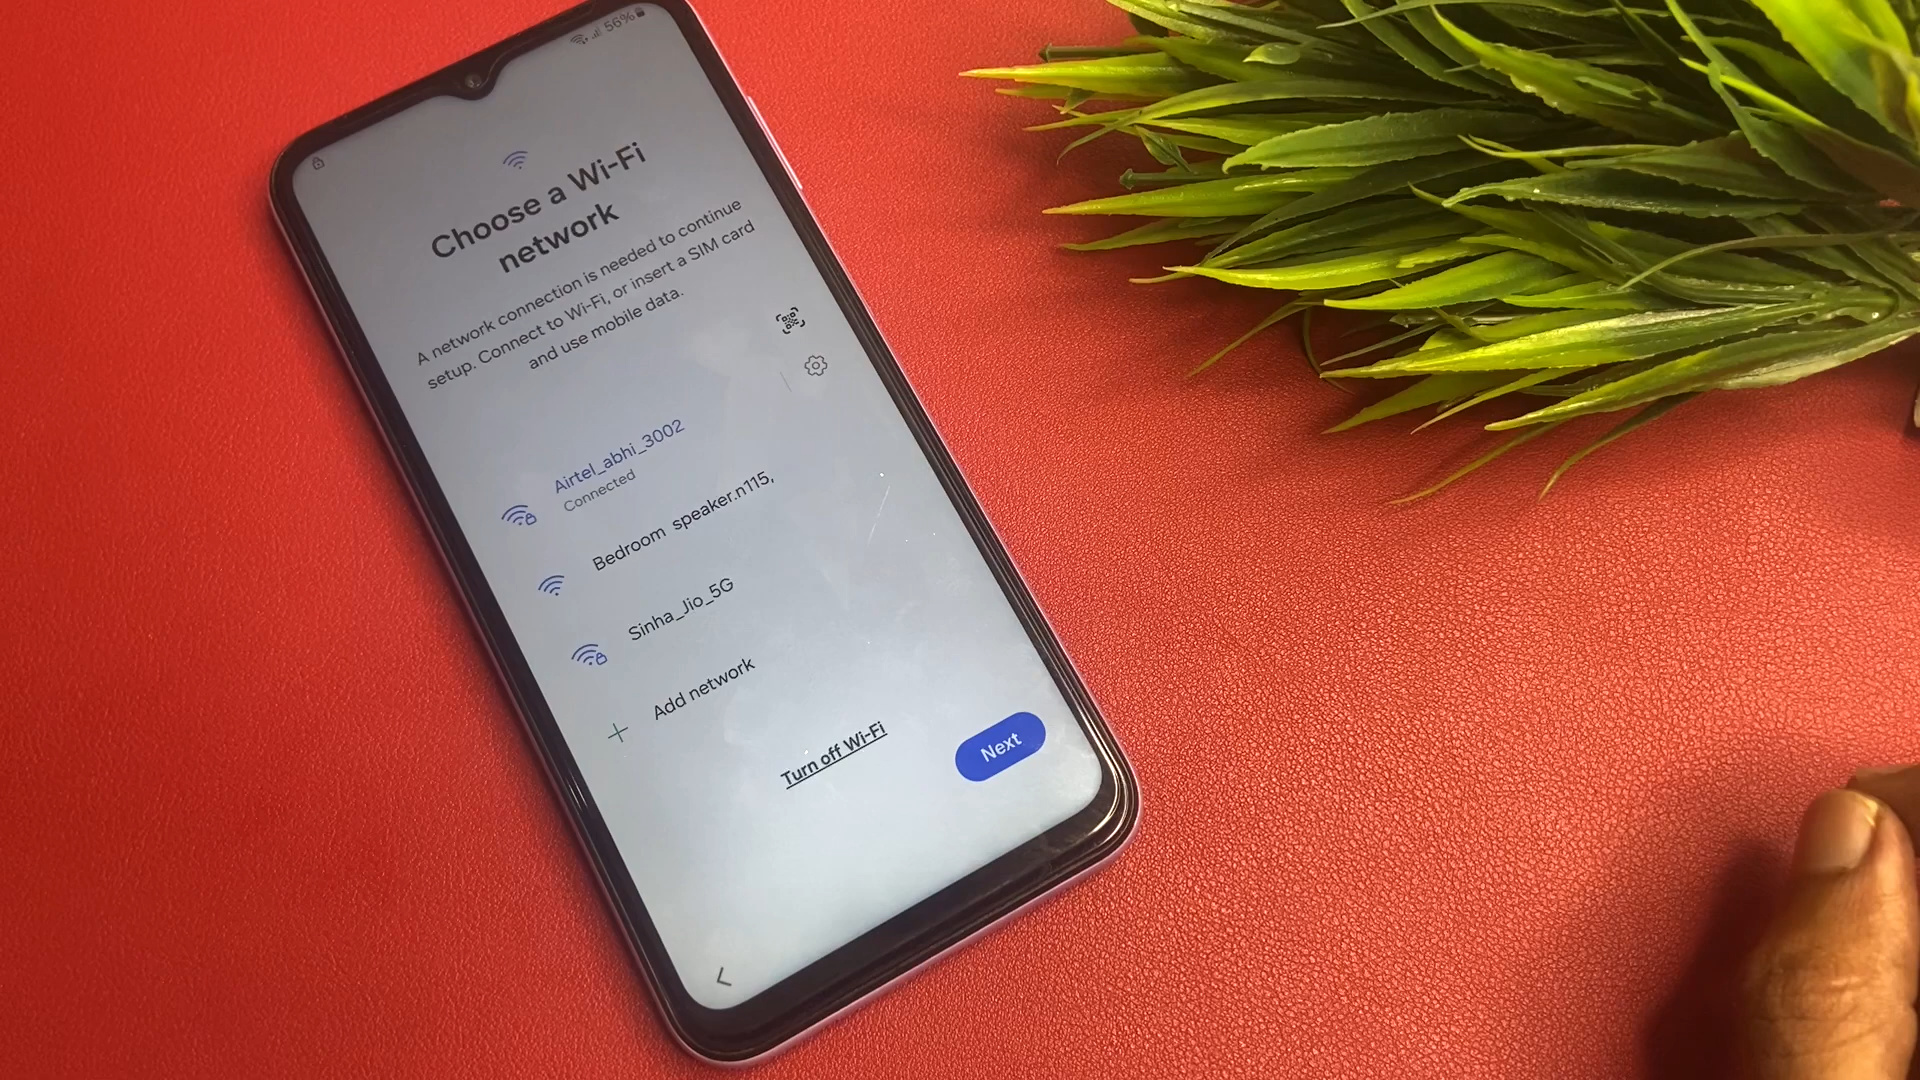 56%
Choose a Wi-Fi
network
A network connection is needed to continue
setup. Connect to Wi-Fi, or insert a SIM card
and use mobile data.
Airtel_abhi_3002
Connected
Bedroom speaker.n115,
Sinha_Jio_5G
Add network
Turn off Wi-Fi
Next